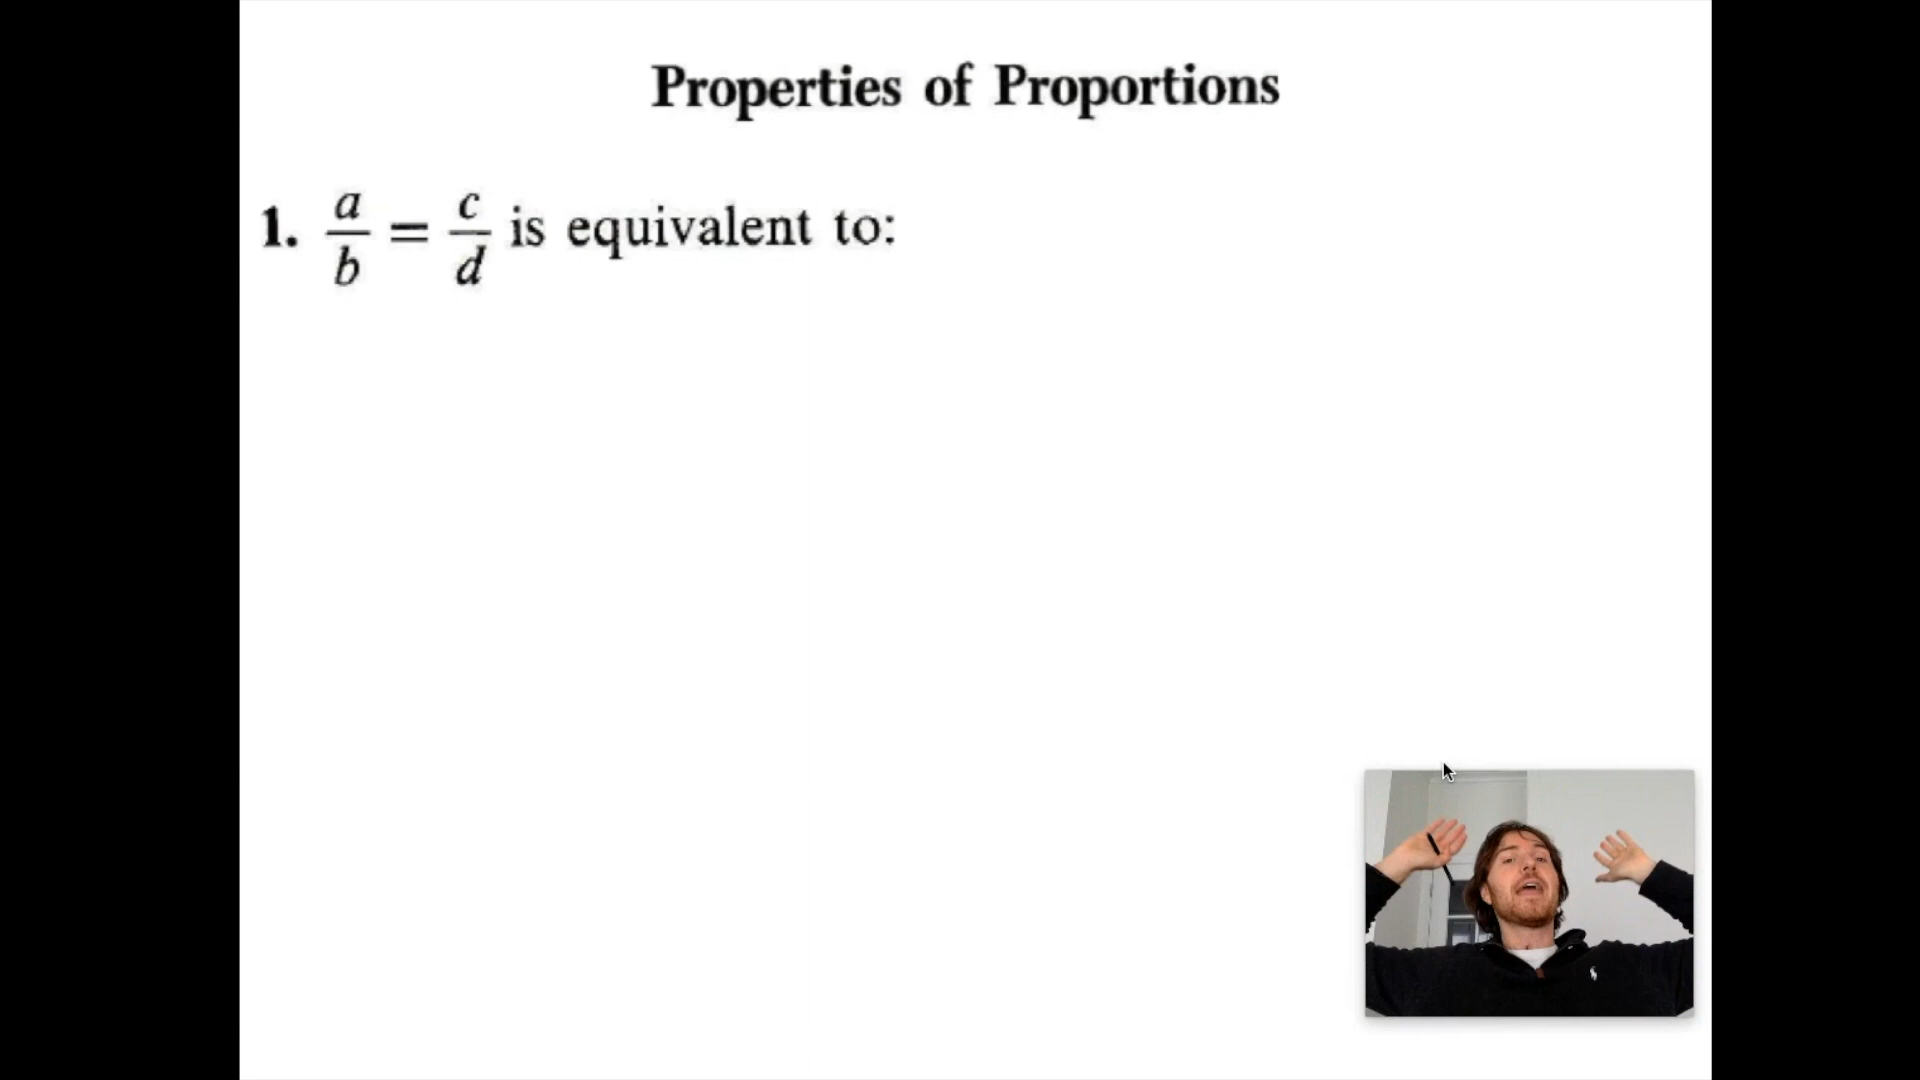 Properties of Proportions
1. a/b = c/d is equivalent to: